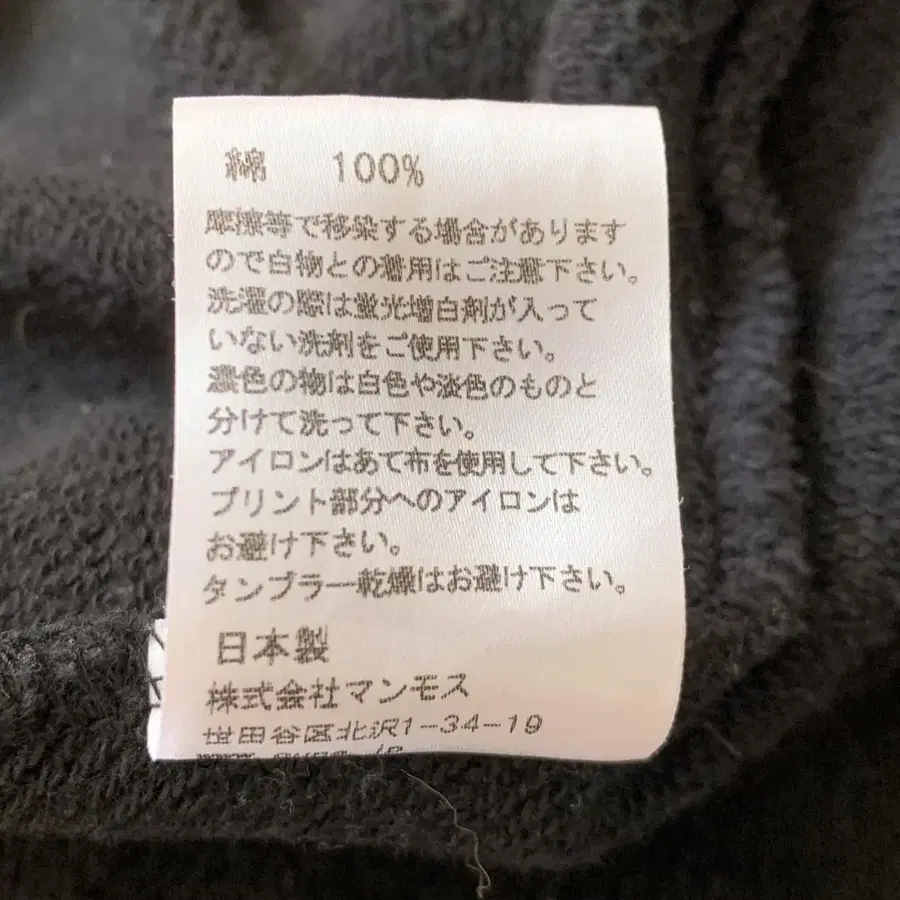 綿 100%
摩擦等で移染する場合があります
ので白物との着用はご注意下さい。
洗濯の際は蛍光増白剤が入って
いない洗剤をご使用下さい。
濃色の物は白色や淡色のものと
分けて洗って下さい。
アイロンはあて布を使用して下さい。
プリント部分へのアイロンは
お避け下さい。
タンブラー乾燥はお避け下さい。
日本製
株式会社マンモス
世田谷区北沢1-34-19